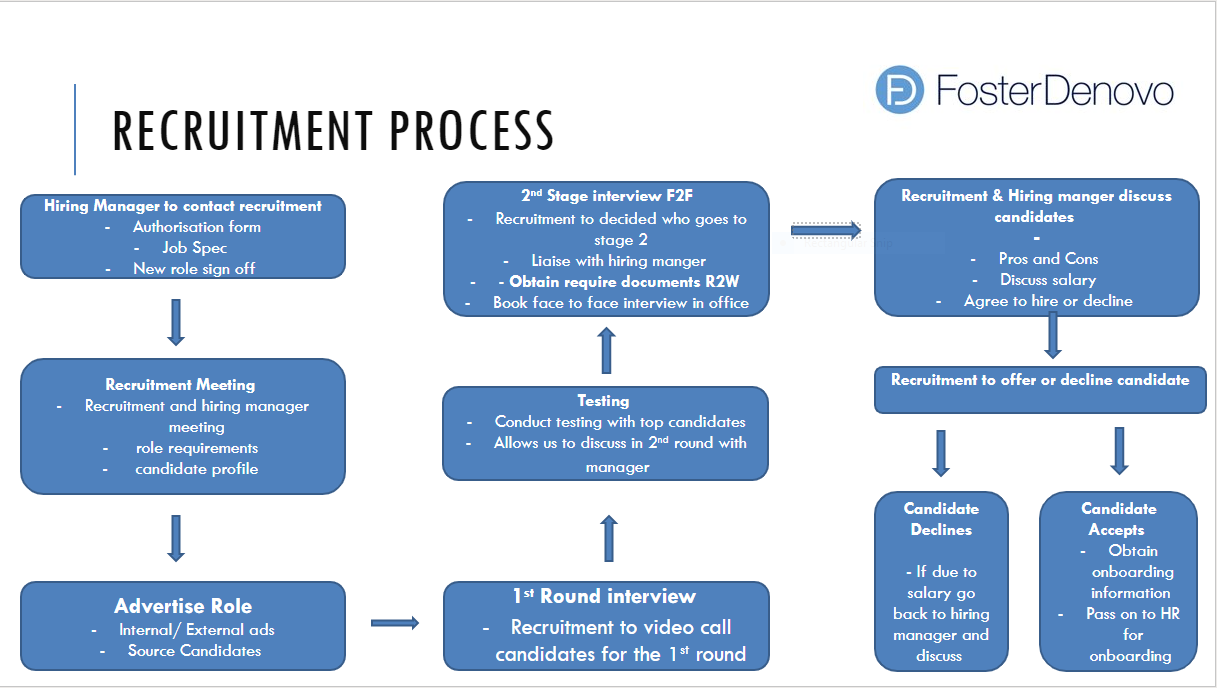 FosterDenovo
RECRUITMENT PROCESS
Hiring Manager to contact recruitment
- Authorisation form
- Job Spec
- New role sign off
Recruitment Meeting
- Recruitment and hiring manager
meeting
- role requirements
- candidate profile
Advertise Role
- Internal/ External ads
- Source Candidates
1st Round interview
- Recruitment to video call
candidates for the 1st round
Testing
- Conduct testing with top candidates
- Allows us to discuss in 2nd round with
manager
2nd Stage interview F2F
- Recruitment to decided who goes to
stage 2
- Liaise with hiring manger
- - Obtain require documents R2W
- Book face to face interview in office
Recruitment & Hiring manger discuss
candidates
-
- Pros and Cons
- Discuss salary
- Agree to hire or decline
Recruitment to offer or decline candidate
Candidate
Declines
- If due to
salary go
back to hiring
manager and
discuss
Candidate
Accepts
- Obtain
onboarding
information
- Pass on to HR
for
onboarding